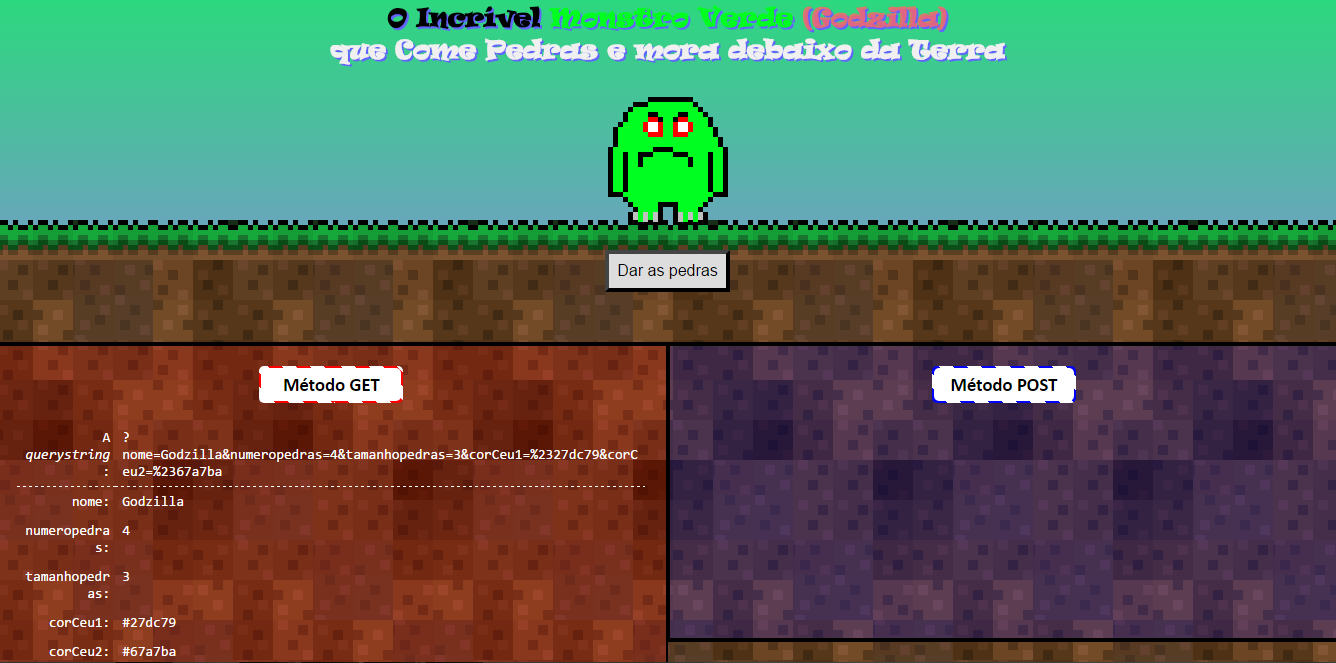 O Incrível Monstro Verde (Godzilla)
que Come Pedras e mora debaixo da Terra
Dar as pedras
Método GET
A querystring: ?
nome=Godzilla&numeropedras=4&tamanhopedras=3&corCeu1=%2327dc79&corC
eu2=%2367a7ba
nome: Godzilla
numeropedras: 4
tamanhopedras: 3
corCeu1: #27dc79
corCeu2: #67a7ba
Método POST